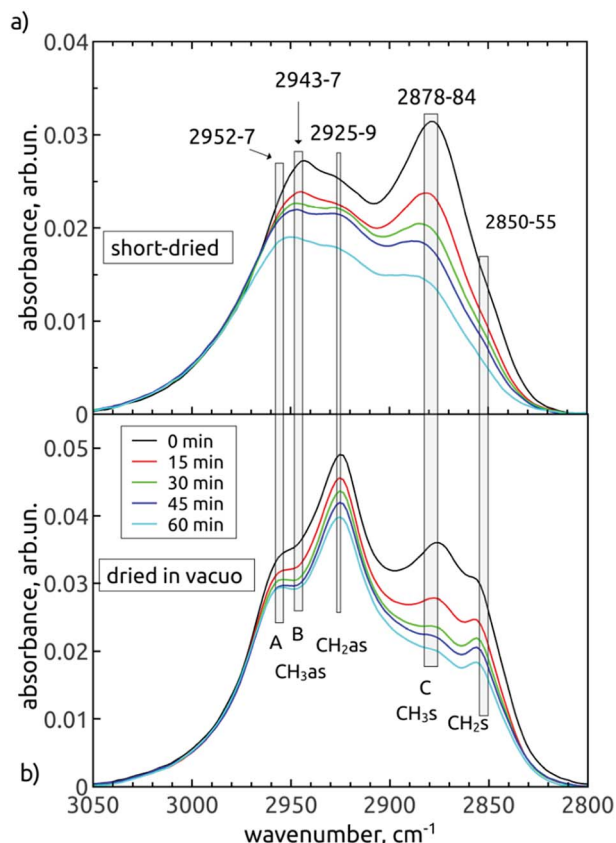 a)
0.04
0.03
0.02
0.01
0
absorbance, arb.un.
2943-7
2952-7
2925-9
2878-84
2850-55
short-dried
0 min
15 min
30 min
45 min
60 min
dried in vacuo
0.05
0.04
0.03
0.02
0.01
0
absorbance, arb.un.
A
B
CH₃as
CH₂as
C
CH₃s
CH₂s
b)
3050 3000 2950 2900 2850 2800
wavenumber, cm⁻¹